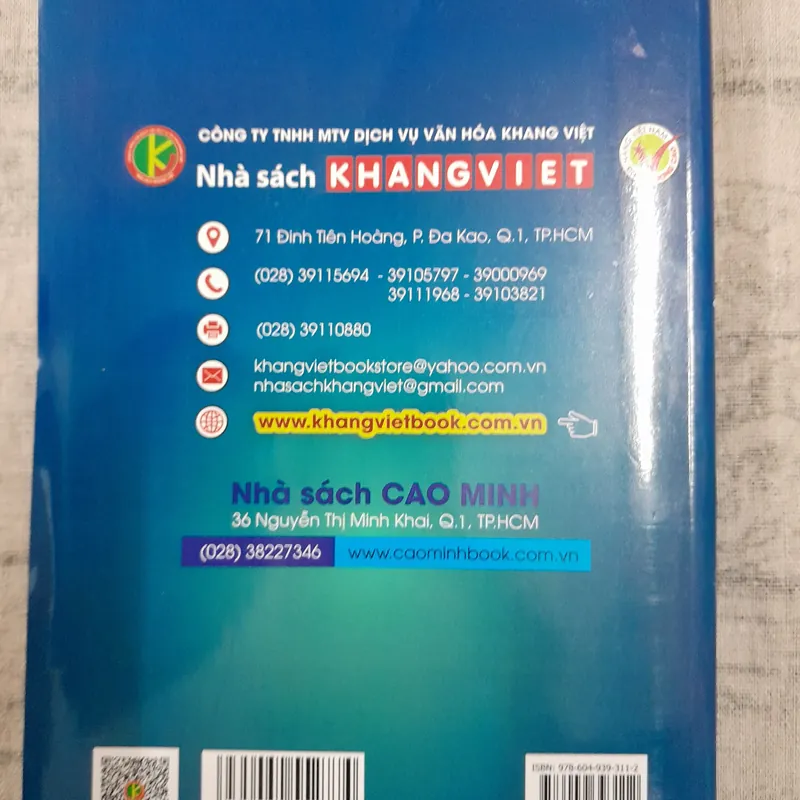 CÔNG TY TNHH MTV DỊCH VỤ VĂN HÓA KHANG VIỆT
Nhà sách KHANGVIET
71 Đinh Tiên Hoàng, P. Đa Kao, Q.1, TP.HCM
(028) 39115694 - 39105797 - 39000969
39111968 - 39103821
(028) 39110880
khangvietbookstore@yahoo.com.vn
nhasachkhangviet@gmail.com
www.khangvietbook.com.vn
Nhà sách CAO MINH
36 Nguyễn Thị Minh Khai, Q.1, TP.HCM
(028) 38227346 www.caominhbook.com.vn
ISBN: 978-604-939-311-2